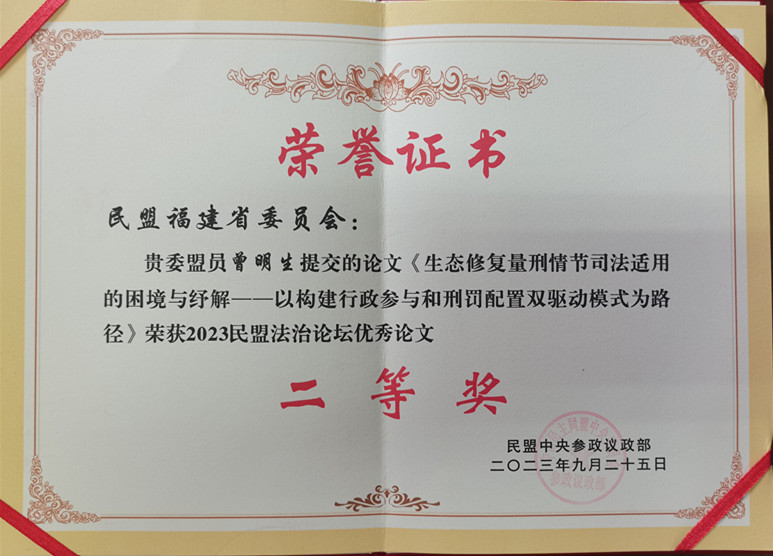 荣誉证书
民盟福建省委员会：
贵委盟员曾明生提交的论文《生态修复量刑情节司法适用
的困境与纾解——以构建行政参与和刑罚配置双驱动模式为路
径》荣获2023民盟法治论坛优秀论文
二等奖
民盟中央参政议政部
二〇二三年九月二十五日
参政议政部